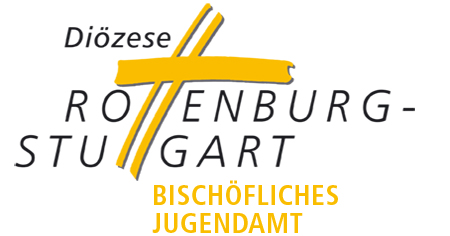 Diözese
ROTTENBURG-
STUTTGART
BISCHÖFLICHES
JUGENDAMT